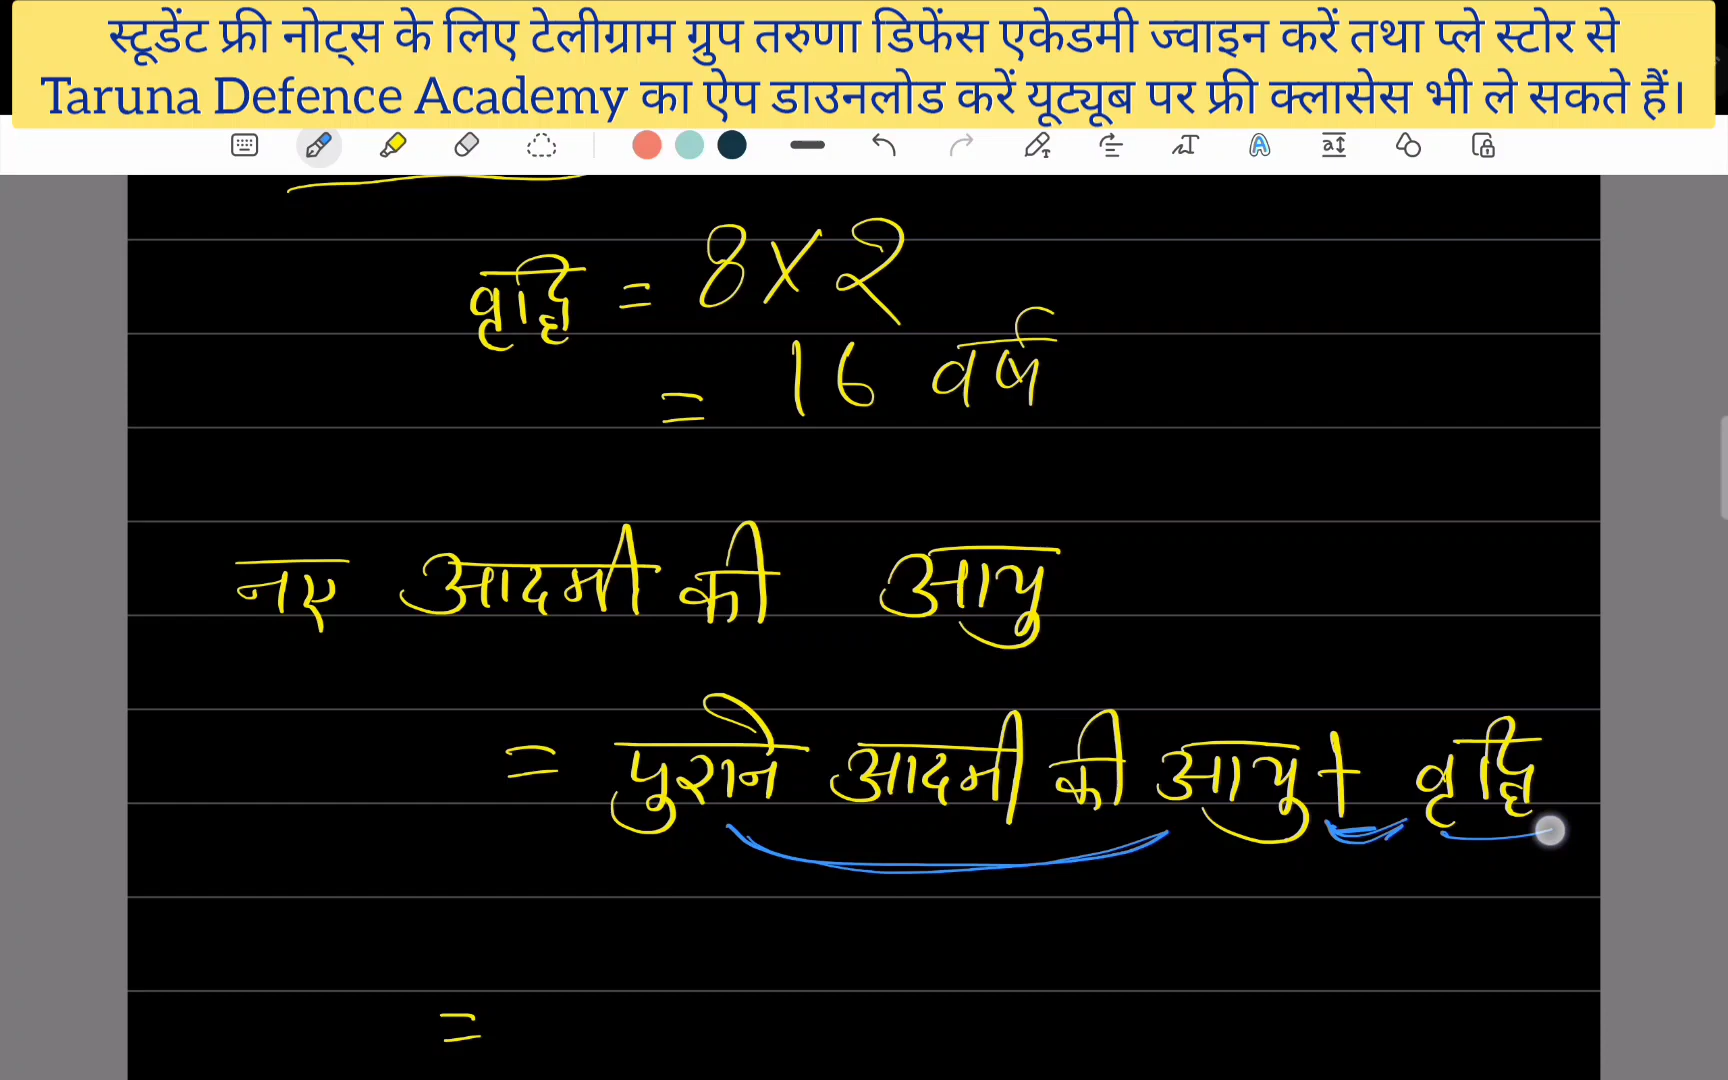 स्टूडेंट फ्री नोट्स के लिए टेलीग्राम ग्रुप तरुणा डिफेंस एकेडमी ज्वाइन करें तथा प्ले स्टोर से
Taruna Defence Academy का ऐप डाउनलोड करें यूट्यूब पर फ्री क्लासेस भी ले सकते हैं।
वृद्धि = 8 X 2
= 16 वर्ष
नए आदमी की आयु
= पुराने आदमी की आयु + वृद्धि
=